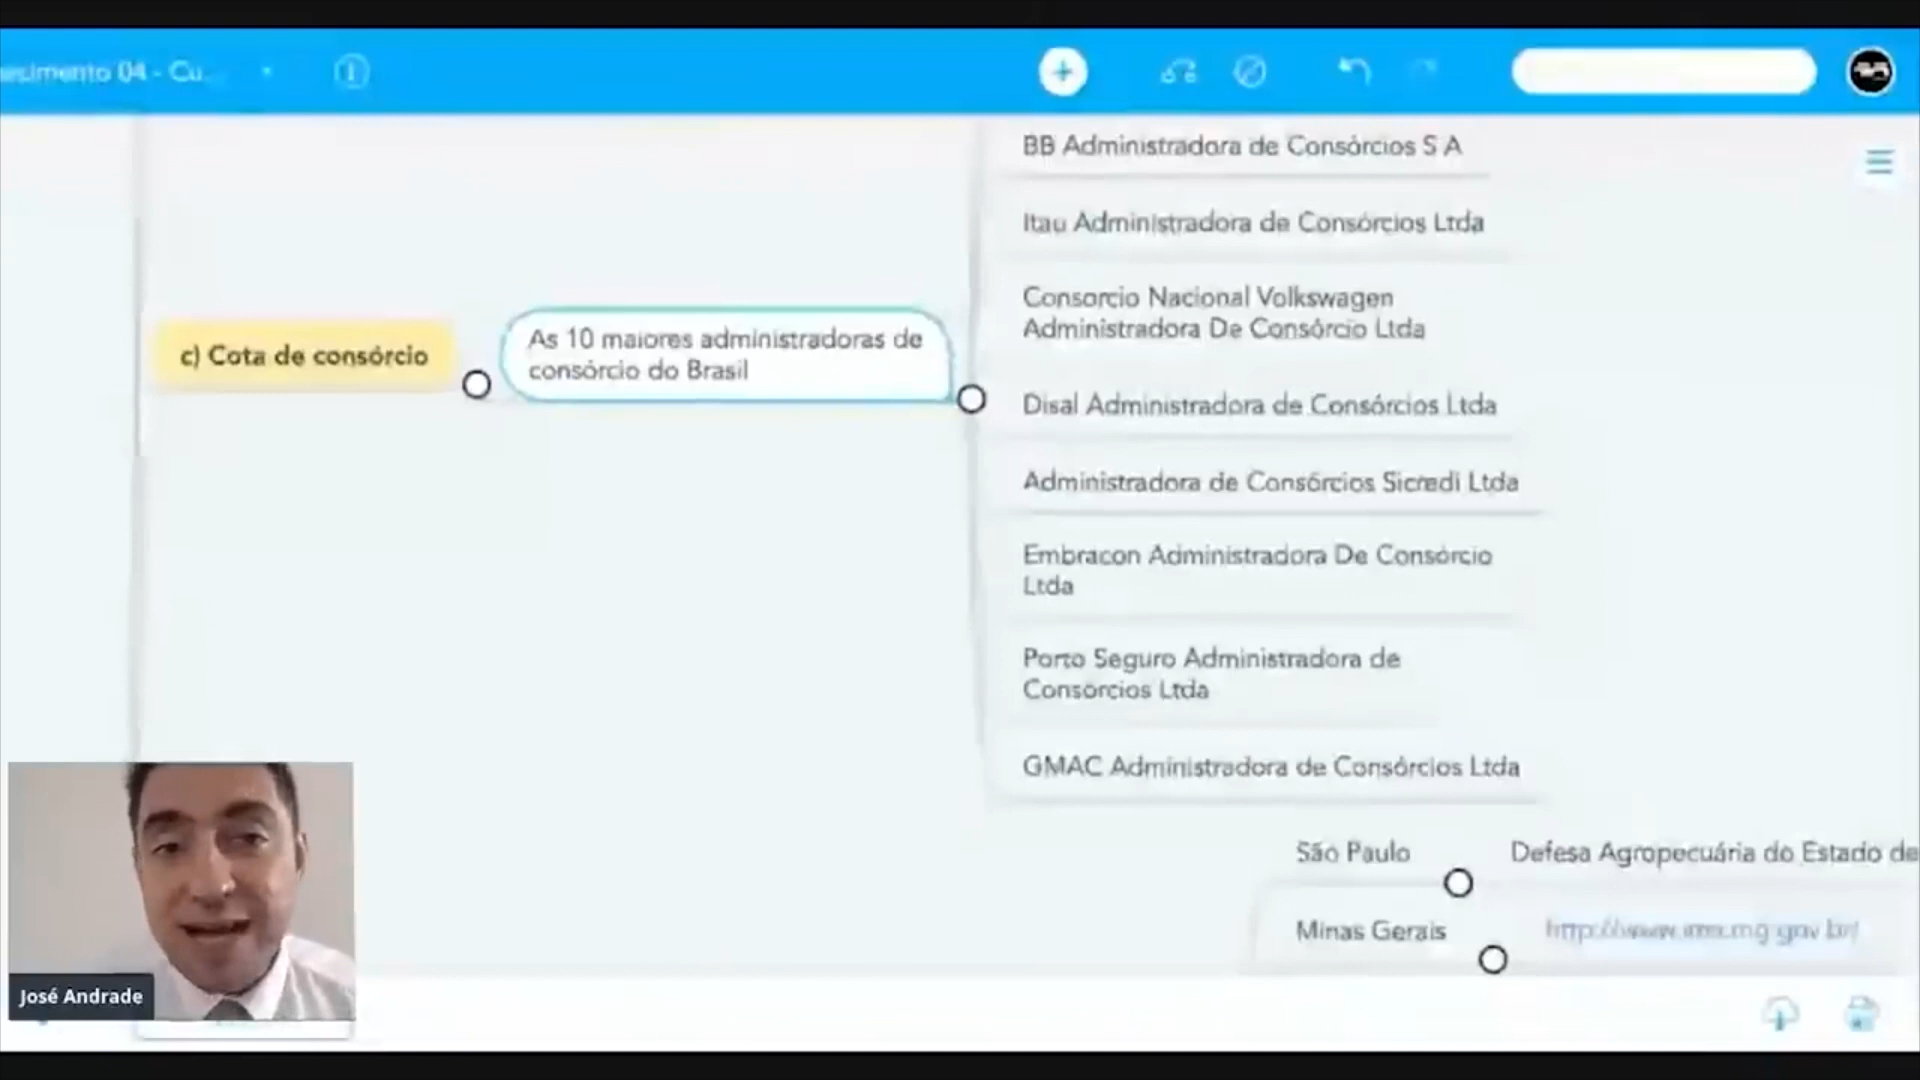 ecimento 04 - Cu...
BB Administradora de Consórcios S A
Itau Administradora de Consórcios Ltda
Consorcio Nacional Volkswagen
Administradora De Consórcio Ltda
c) Cota de consórcio
As 10 maiores administradoras de
consórcio do Brasil
Disal Administradora de Consórcios Ltda
Administradora de Consórcios Sicredi Ltda
Embracon Administradora De Consórcio
Ltda
Porto Seguro Administradora de
Consórcios Ltda
GMAC Administradora de Consórcios Ltda
São Paulo
Defesa Agropecuária do Estado de
Minas Gerais
José Andrade